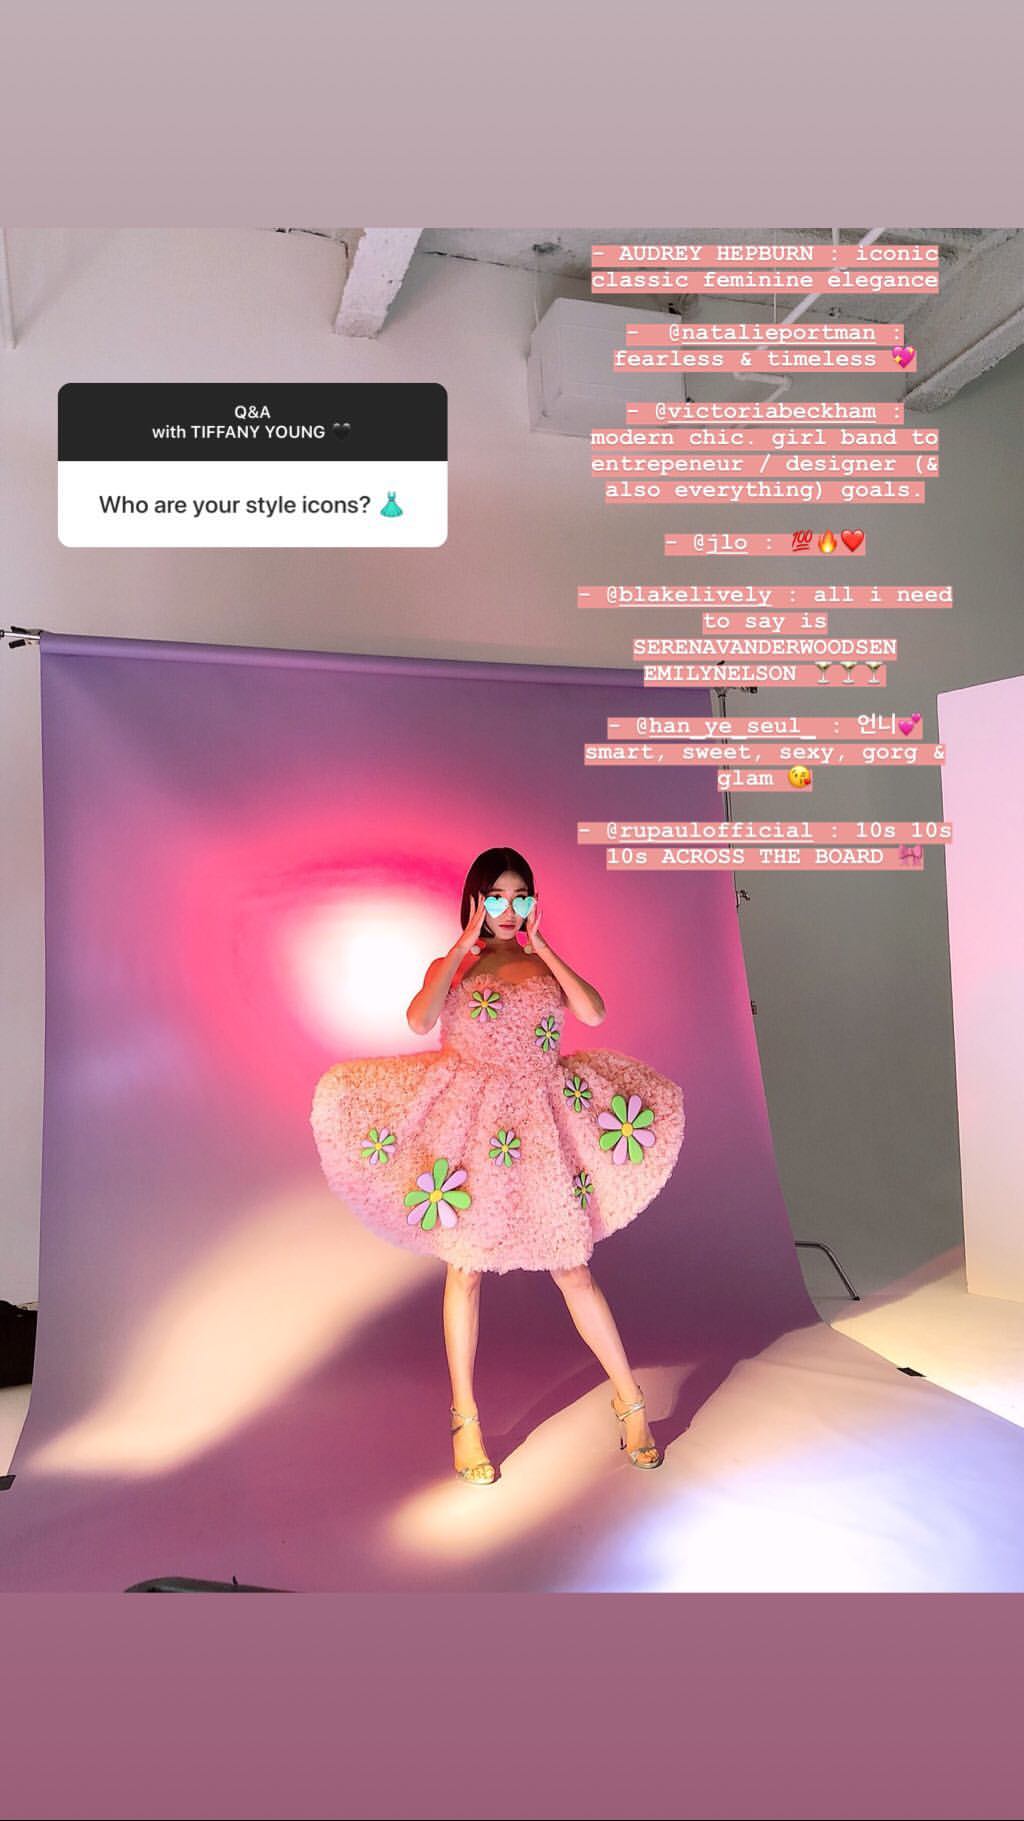 Q&A
with TIFFANY YOUNG 🖤
Who are your style icons? 👗
- AUDREY HEPBURN : iconic
classic feminine elegance
- @natalieportman :
fearless & timeless 💖
- @victoriabeckham :
modern chic. girl band to
entrepeneur / designer (&
also everything) goals.
- @jlo : 💯🔥❤️
- @blakelively : all i need
to say is
SERENAVANDERWOODSEN
EMILYNELSON 🍸🍸🍸
- @han_ye_seul_ : 언니💕
smart, sweet, sexy, gorg &
glam 😘
- @rupaulofficial : 10s 10s
10s ACROSS THE BOARD 🎀